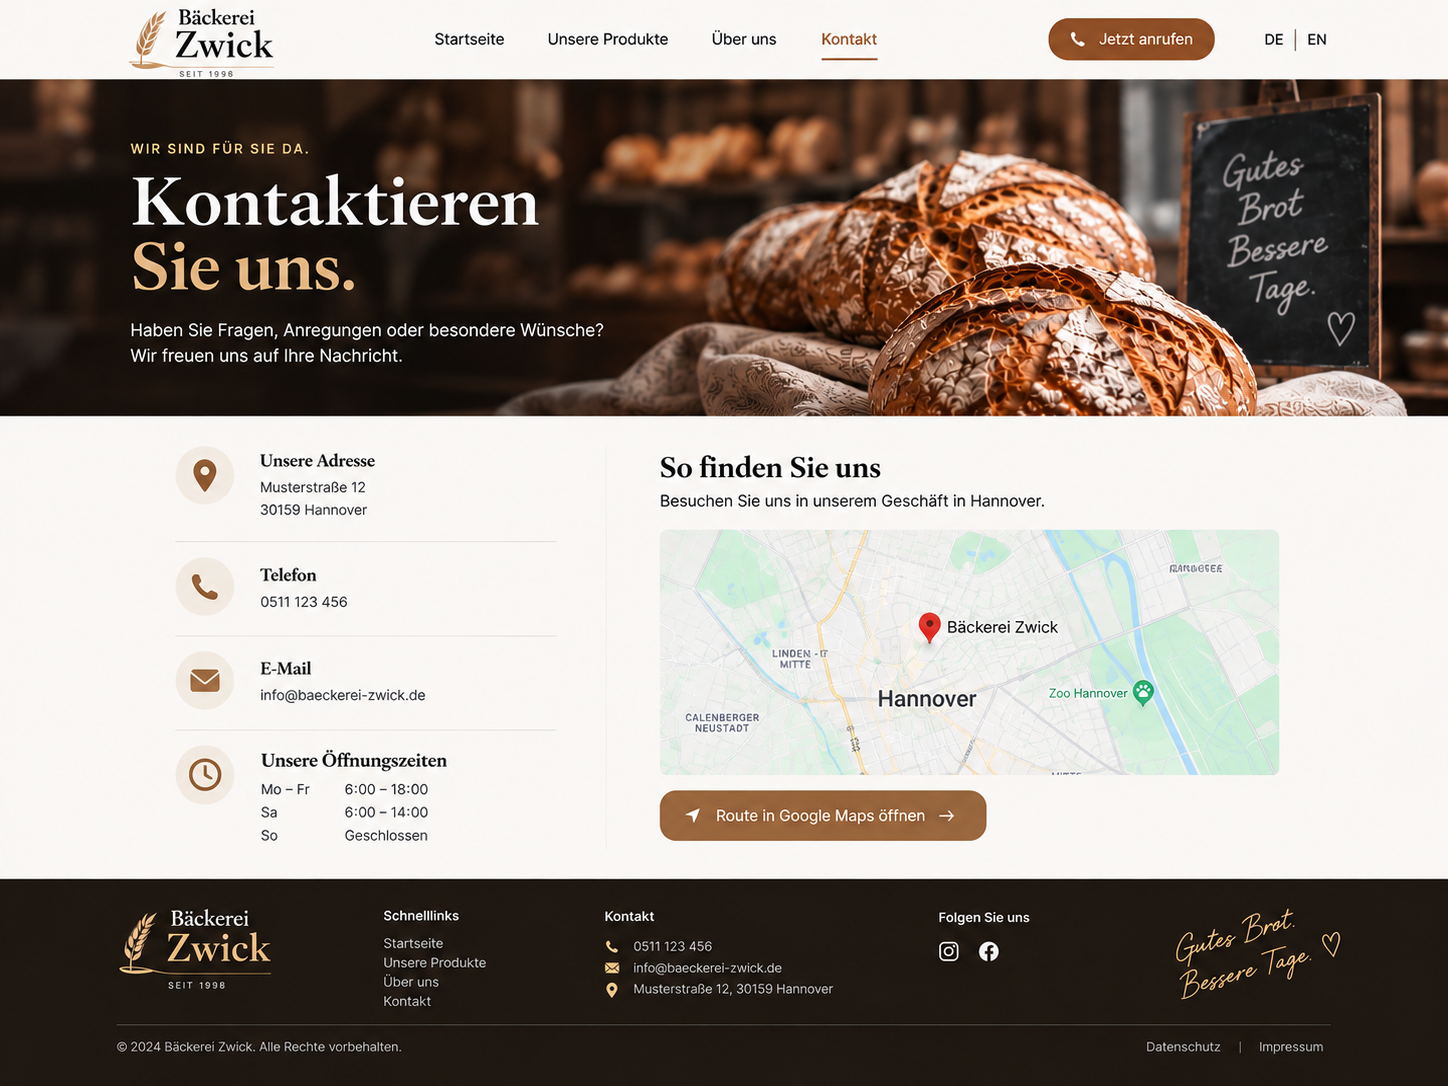 Bäckerei
Zwick
SEIT 1996
Startseite
Unsere Produkte
Über uns
Kontakt
Jetzt anrufen
DE | EN
WIR SIND FÜR SIE DA.
Kontaktieren
Sie uns.
Haben Sie Fragen, Anregungen oder besondere Wünsche?
Wir freuen uns auf Ihre Nachricht.
Gutes
Brot
Bessere
Tage.
Unsere Adresse
Musterstraße 12
30159 Hannover
Telefon
0511 123 456
E-Mail
info@baeckerei-zwick.de
Unsere Öffnungszeiten
Mo – Fr 6:00 – 18:00
Sa 6:00 – 14:00
So Geschlossen
So finden Sie uns
Besuchen Sie uns in unserem Geschäft in Hannover.
Bäckerei Zwick
LINDEN -
MITTE
Hannover
Zoo Hannover
CALENBERGER
NEUSTADT
Route in Google Maps öffnen →
Bäckerei
Zwick
SEIT 1996
Schnelllinks
Startseite
Unsere Produkte
Über uns
Kontakt
Kontakt
0511 123 456
info@baeckerei-zwick.de
Musterstraße 12, 30159 Hannover
Folgen Sie uns
Gutes Brot.
Bessere Tage.
© 2024 Bäckerei Zwick. Alle Rechte vorbehalten.
Datenschutz | Impressum